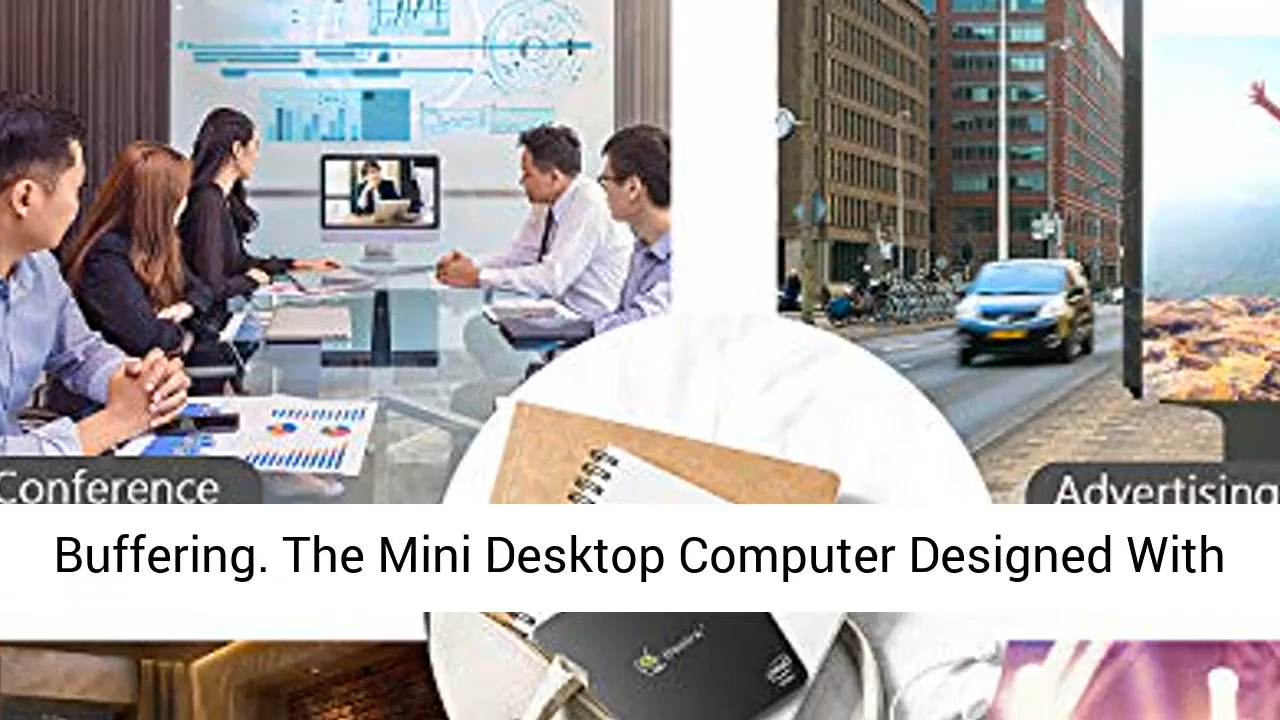 Conference
Advertising
Buffering. The Mini Desktop Computer Designed With